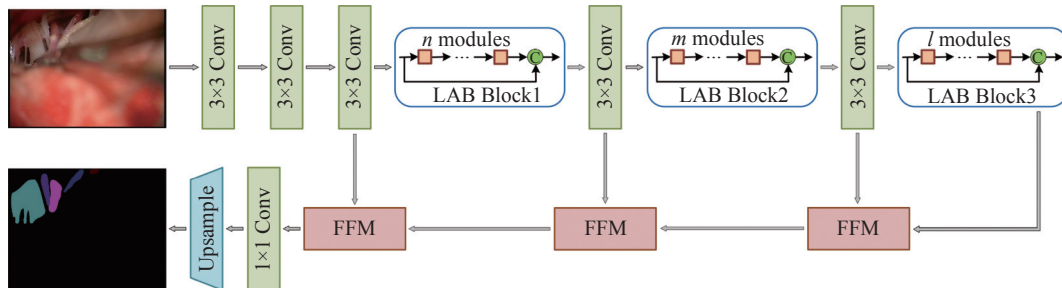 3×3 Conv
3×3 Conv
3×3 Conv
n modules
...
C
LAB Block1
3×3 Conv
m modules
...
C
LAB Block2
3×3 Conv
l modules
...
C
LAB Block3
Upsample
1×1 Conv
FFM
FFM
FFM